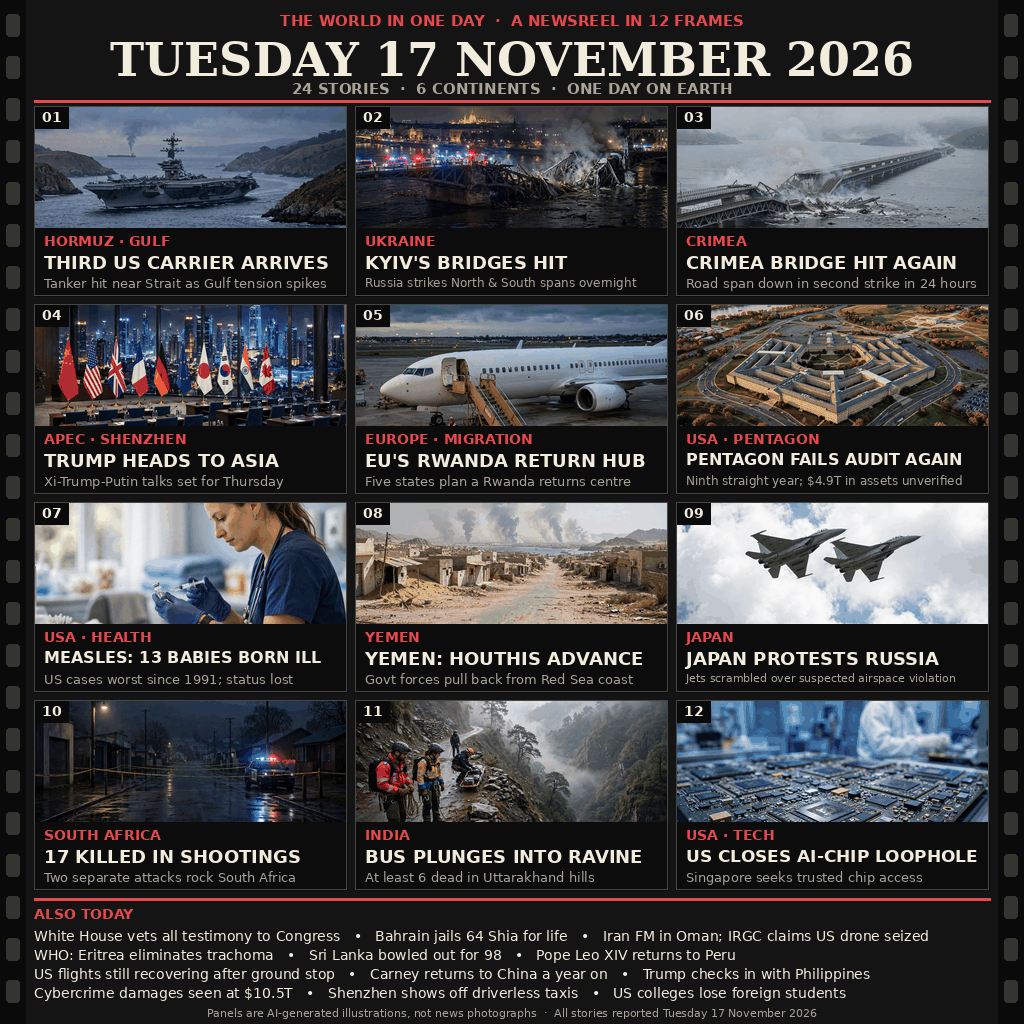 THE WORLD IN ONE DAY · A NEWSREEL IN 12 FRAMES
TUESDAY 17 NOVEMBER 2026
24 STORIES · 6 CONTINENTS · ONE DAY ON EARTH
01
HORMUZ · GULF
THIRD US CARRIER ARRIVES
Tanker hit near Strait as Gulf tension spikes
02
UKRAINE
KYIV'S BRIDGES HIT
Russia strikes North & South spans overnight
03
CRIMEA
CRIMEA BRIDGE HIT AGAIN
Road span down in second strike in 24 hours
04
APEC · SHENZHEN
TRUMP HEADS TO ASIA
Xi-Trump-Putin talks set for Thursday
05
EUROPE · MIGRATION
EU'S RWANDA RETURN HUB
Five states plan a Rwanda returns centre
06
USA · PENTAGON
PENTAGON FAILS AUDIT AGAIN
Ninth straight year; $4.9T in assets unverified
07
USA · HEALTH
MEASLES: 13 BABIES BORN ILL
US cases worst since 1991; status lost
08
YEMEN
YEMEN: HOUTHIS ADVANCE
Govt forces pull back from Red Sea coast
09
JAPAN
JAPAN PROTESTS RUSSIA
Jets scrambled over suspected airspace violation
10
SOUTH AFRICA
17 KILLED IN SHOOTINGS
Two separate attacks rock South Africa
11
INDIA
BUS PLUNGES INTO RAVINE
At least 6 dead in Uttarakhand hills
12
USA · TECH
US CLOSES AI-CHIP LOOPHOLE
Singapore seeks trusted chip access
ALSO TODAY
White House vets all testimony to Congress • Bahrain jails 64 Shia for life • Iran FM in Oman; IRGC claims US drone seized
WHO: Eritrea eliminates trachoma • Sri Lanka bowled out for 98 • Pope Leo XIV returns to Peru
US flights still recovering after ground stop • Carney returns to China a year on • Trump checks in with Philippines
Cybercrime damages seen at $10.5T • Shenzhen shows off driverless taxis • US colleges lose foreign students
Panels are AI-generated illustrations, not news photographs · All stories reported Tuesday 17 November 2026